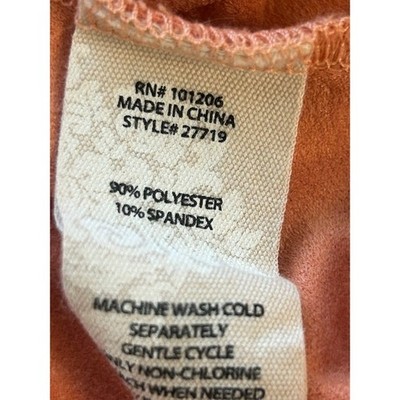 RN# 101206
MADE IN CHINA
STYLE# 27719
90% POLYESTER
10% SPANDEX
MACHINE WASH COLD
SEPARATELY
GENTLE CYCLE
NON-CHLORINE
WHEN NEEDED